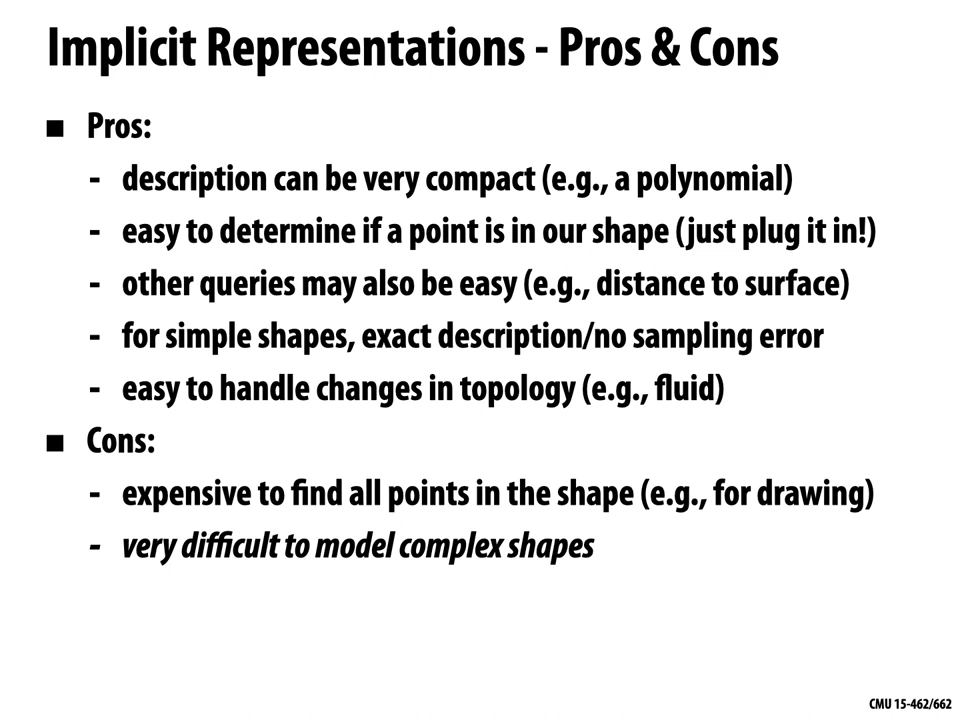 Implicit Representations - Pros & Cons
■ Pros:
- description can be very compact (e.g., a polynomial)
- easy to determine if a point is in our shape (just plug it in!)
- other queries may also be easy (e.g., distance to surface)
- for simple shapes, exact description/no sampling error
- easy to handle changes in topology (e.g., fluid)
■ Cons:
- expensive to find all points in the shape (e.g., for drawing)
- very difficult to model complex shapes
CMU 15-462/662